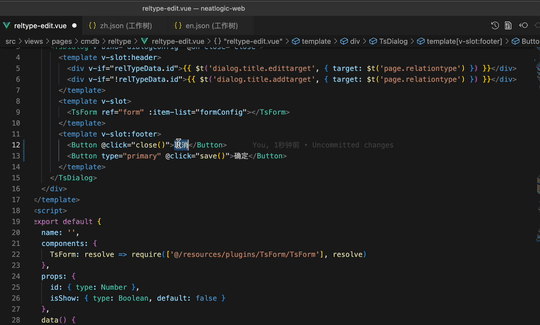 reltype-edit.vue — neatlogic-web
reltype-edit.vue ● zh.json (工作树) en.json (工作树)
src > views > pages > cmdb > reltype > reltype-edit.vue > {} "reltype-edit.vue" > template > div > TsDialog > template[v-slot:footer] > Button
4 <template v-slot:header>
5 <div v-if="relTypeData.id">{{ $t('dialog.title.edittarget', { target: $t('page.relationtype') }) }}</div>
6 <div v-if="!relTypeData.id">{{ $t('dialog.title.addtarget', { target: $t('page.relationtype') }) }}</div>
7 </template>
8 <template v-slot>
9 <TsForm ref="form" :item-list="formConfig"></TsForm>
10 </template>
11 <template v-slot:footer>
12 <Button @click="close()">取消</Button> You, 1秒钟前 • Uncommitted changes
13 <Button type="primary" @click="save()">确定</Button>
14 </template>
15 </TsDialog>
16 </div>
17 </template>
18 <script>
19 export default {
20 name: '',
21 components: {
22 TsForm: resolve => require(['@/resources/plugins/TsForm/TsForm'], resolve)
23 },
24 props: {
25 id: { type: Number },
26 isShow: { type: Boolean, default: false }
27 },
28 data() {